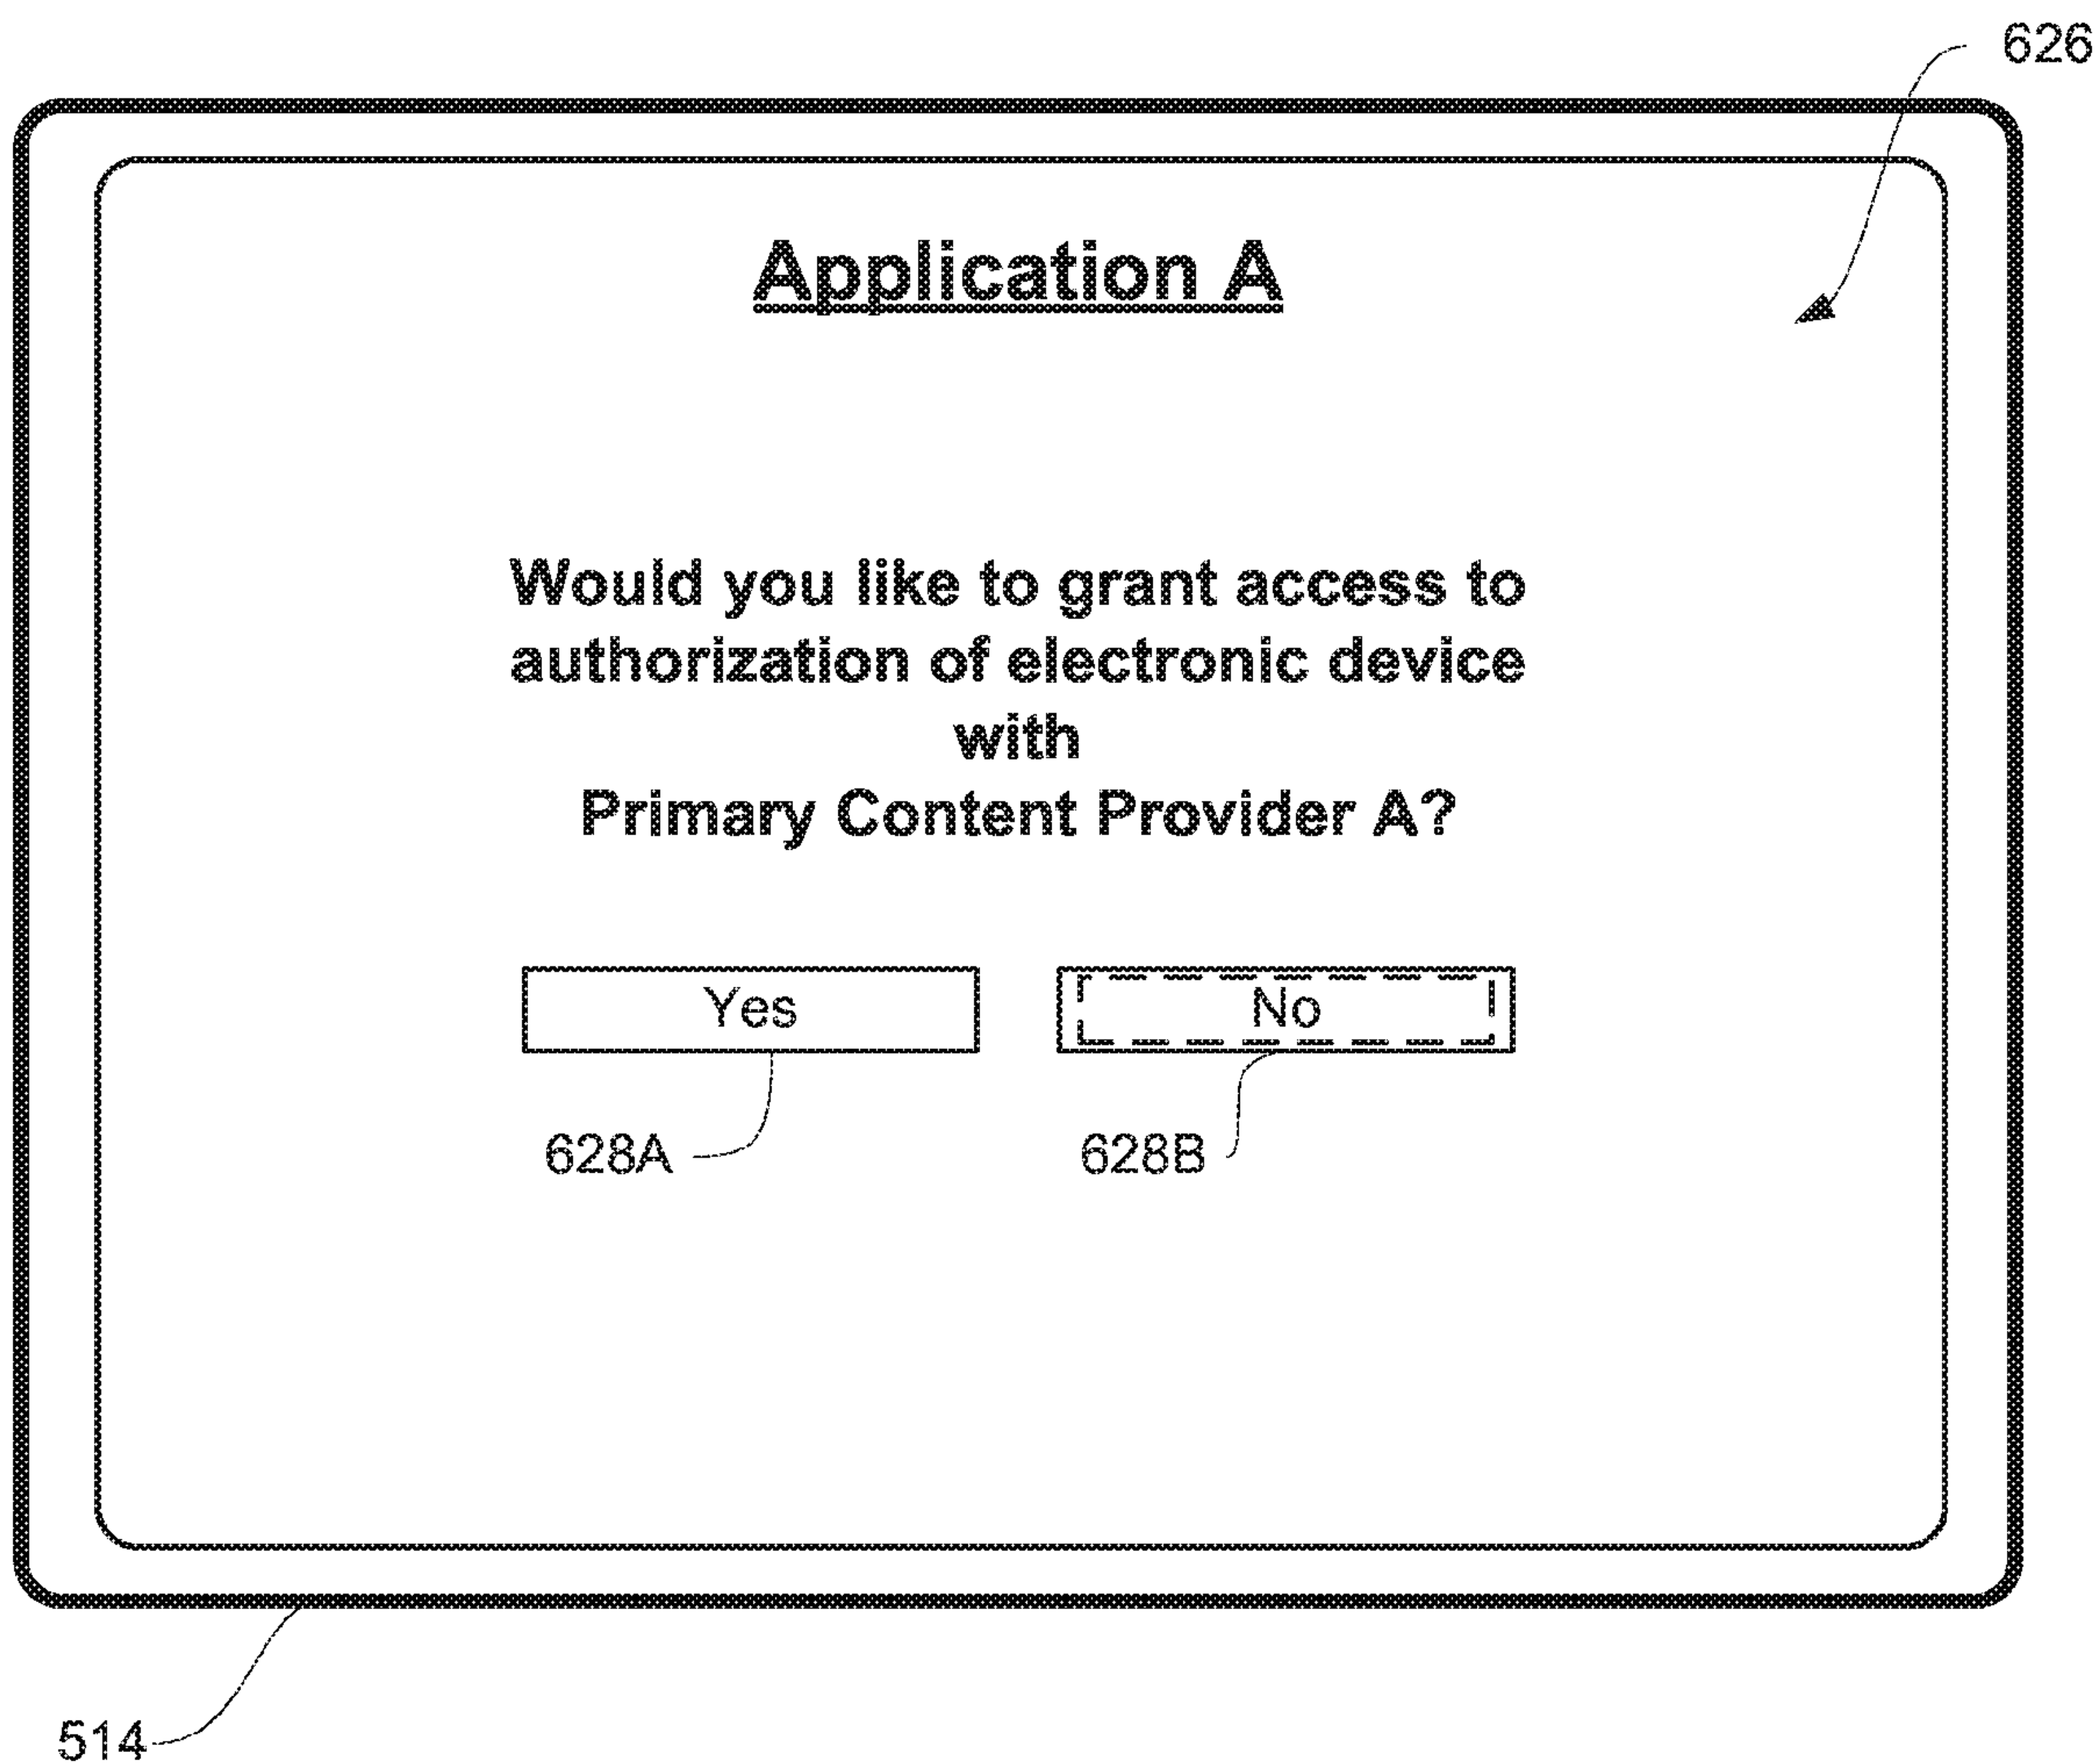 626
Application A
Would you like to grant access to
authorization of electronic device
with
Primary Content Provider A?
Yes No
628A 628B
514